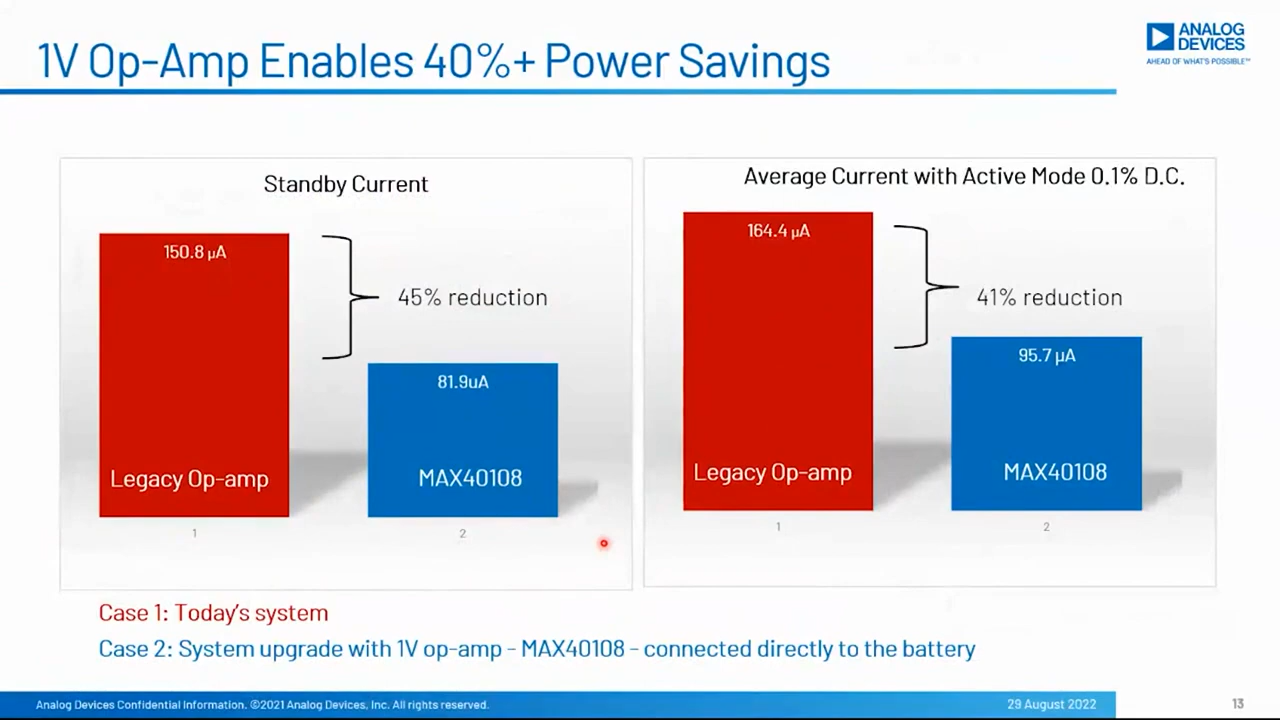 1V Op-Amp Enables 40%+ Power Savings
ANALOG
DEVICES
AHEAD OF WHAT'S POSSIBLE™
Standby Current
150.8 µA
45% reduction
81.9uA
Legacy Op-amp
MAX40108
1
2
Average Current with Active Mode 0.1% D.C.
164.4 µA
41% reduction
95.7 µA
Legacy Op-amp
MAX40108
1
2
Case 1: Today's system
Case 2: System upgrade with 1V op-amp - MAX40108 - connected directly to the battery
Analog Devices Confidential Information. ©2021 Analog Devices, Inc. All rights reserved.
29 August 2022
13